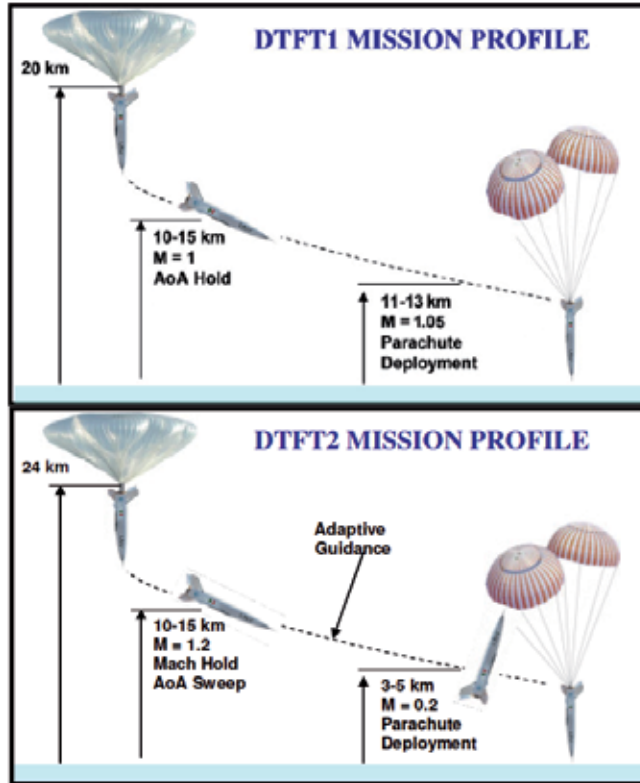 DTFT1 MISSION PROFILE
20 km
10-15 km
M = 1
AoA Hold
11-13 km
M = 1.05
Parachute
Deployment
DTFT2 MISSION PROFILE
24 km
Adaptive
Guidance
10-15 km
M = 1.2
Mach Hold
AoA Sweep
3-5 km
M = 0.2
Parachute
Deployment